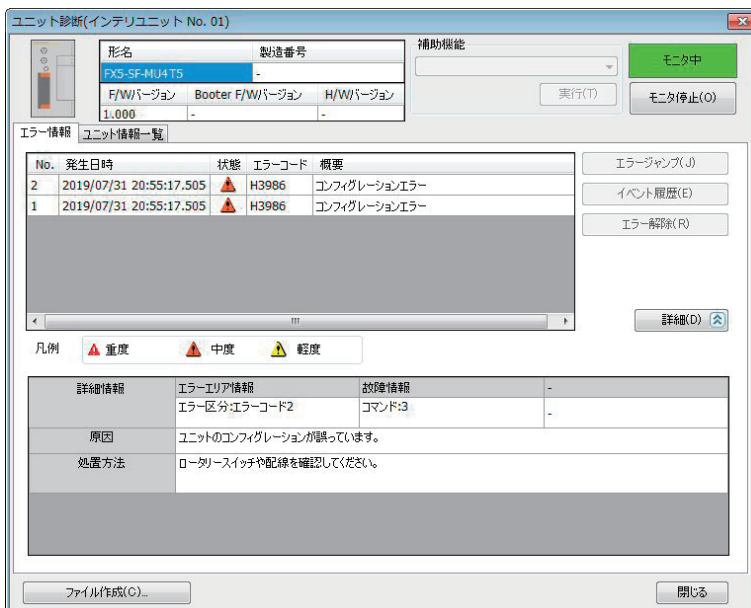 ユニット診断(インテリユニット No. 01)
形名 製造番号
FX5-SF-MU4T5 -
F/Wバージョン Booter F/Wバージョン H/Wバージョン
1.000 - -
補助機能
実行(T)
モニタ中
モニタ停止(O)
エラー情報 ユニット情報一覧
No. 発生日時 状態 エラーコード 概要
2 2019/07/31 20:55:17.505 H3986 コンフィグレーションエラー
1 2019/07/31 20:55:17.505 H3986 コンフィグレーションエラー
エラージャンプ(J)
イベント履歴(E)
エラー解除(R)
詳細(D)
凡例 重度 中度 軽度
詳細情報 エラーエリア情報 故障情報 -
エラー区分:エラーコード2 コマンド:3 -
原因 ユニットのコンフィグレーションが誤っています。
処置方法 ロータリースイッチや配線を確認してください。
ファイル作成(C)... 閉じる